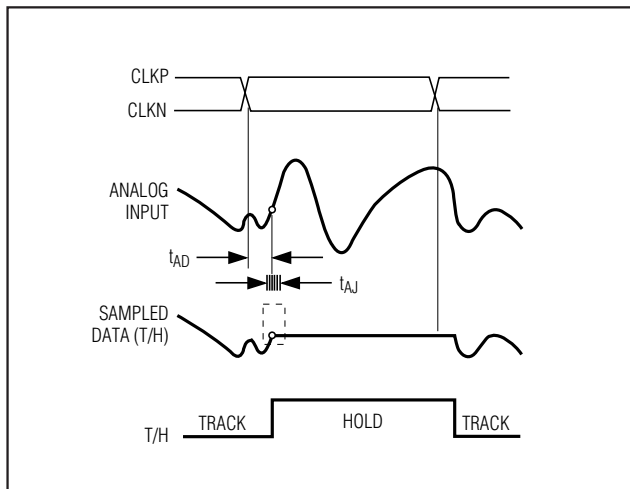 CLKP
CLKN
ANALOG
INPUT
tAD
tAJ
SAMPLED
DATA (T/H)
TRACK
HOLD
TRACK
T/H